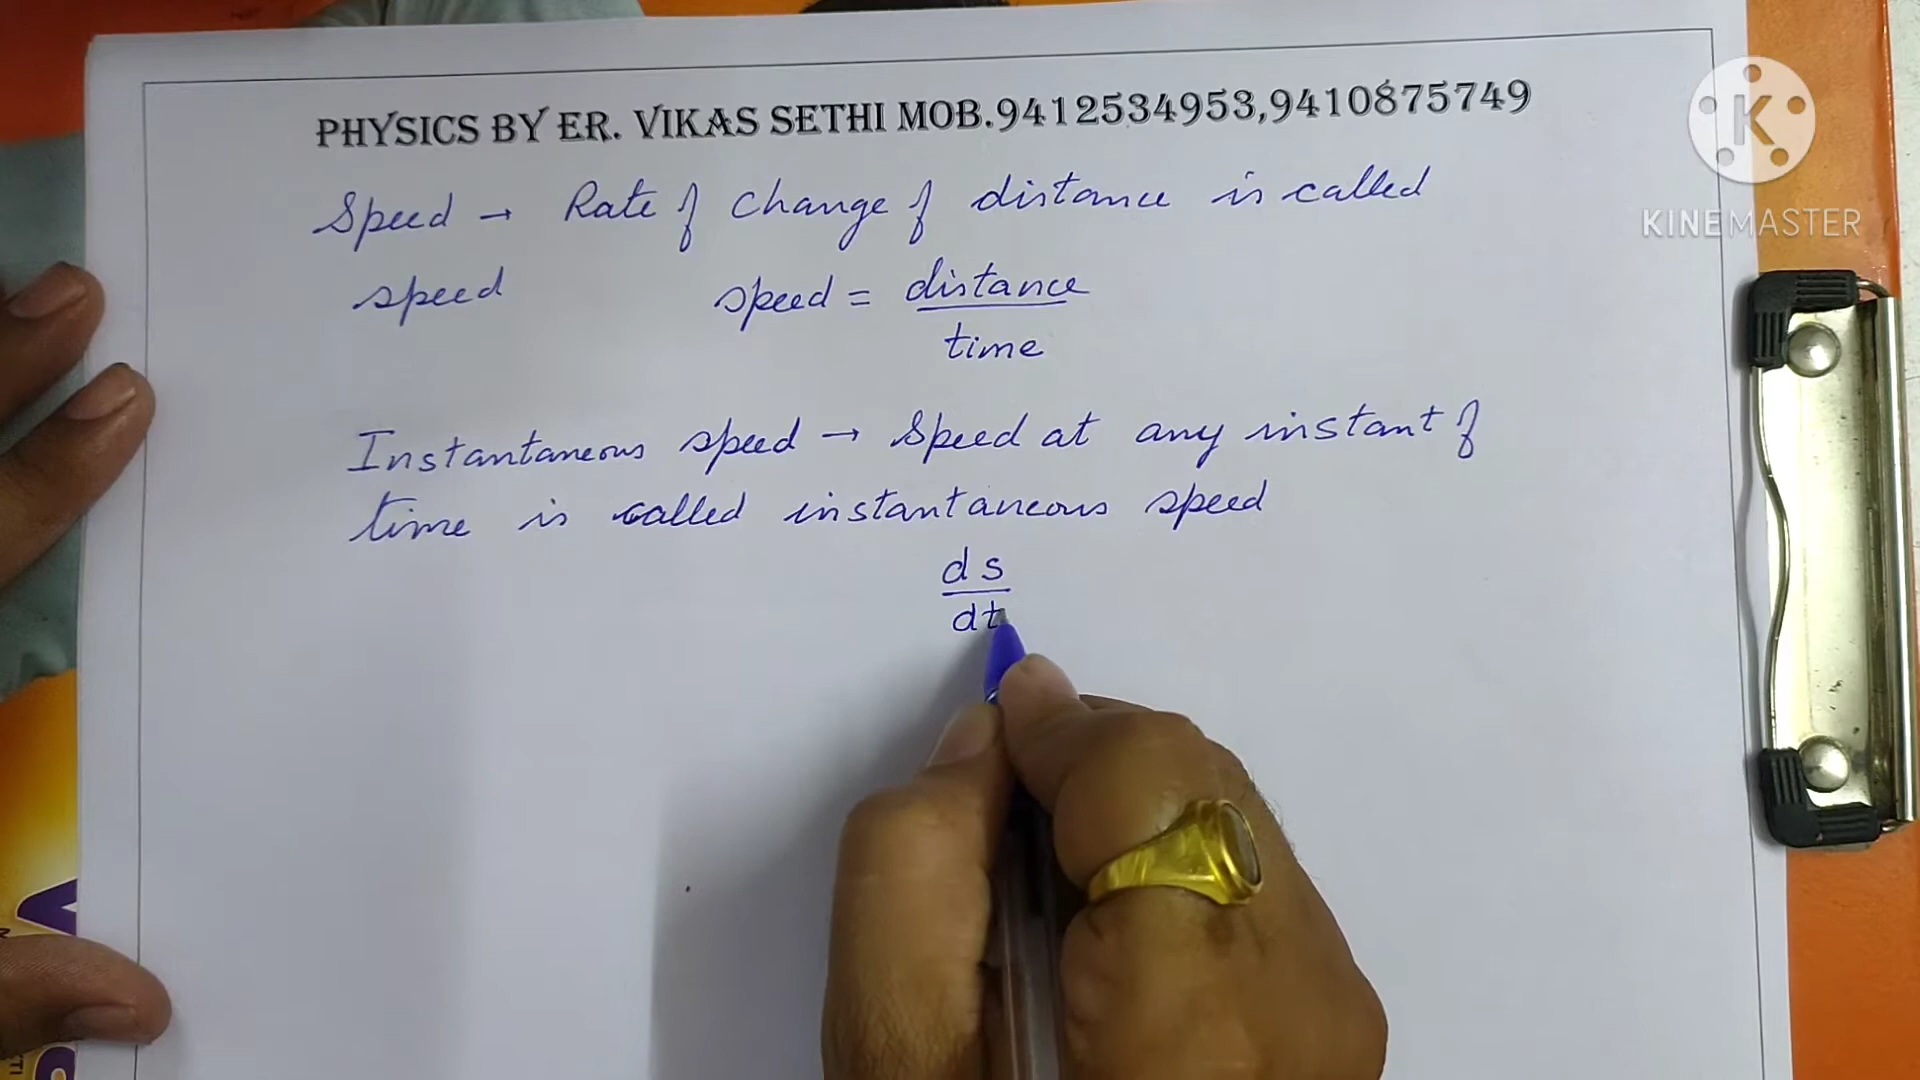 PHYSICS BY ER. VIKAS SETHI MOB.9412534953,9410875749
K
KINEMASTER
Speed → Rate of change of distance is called
speed speed = distance
time
Instantaneous speed → Speed at any instant of
time is called instantaneous speed
ds
dt